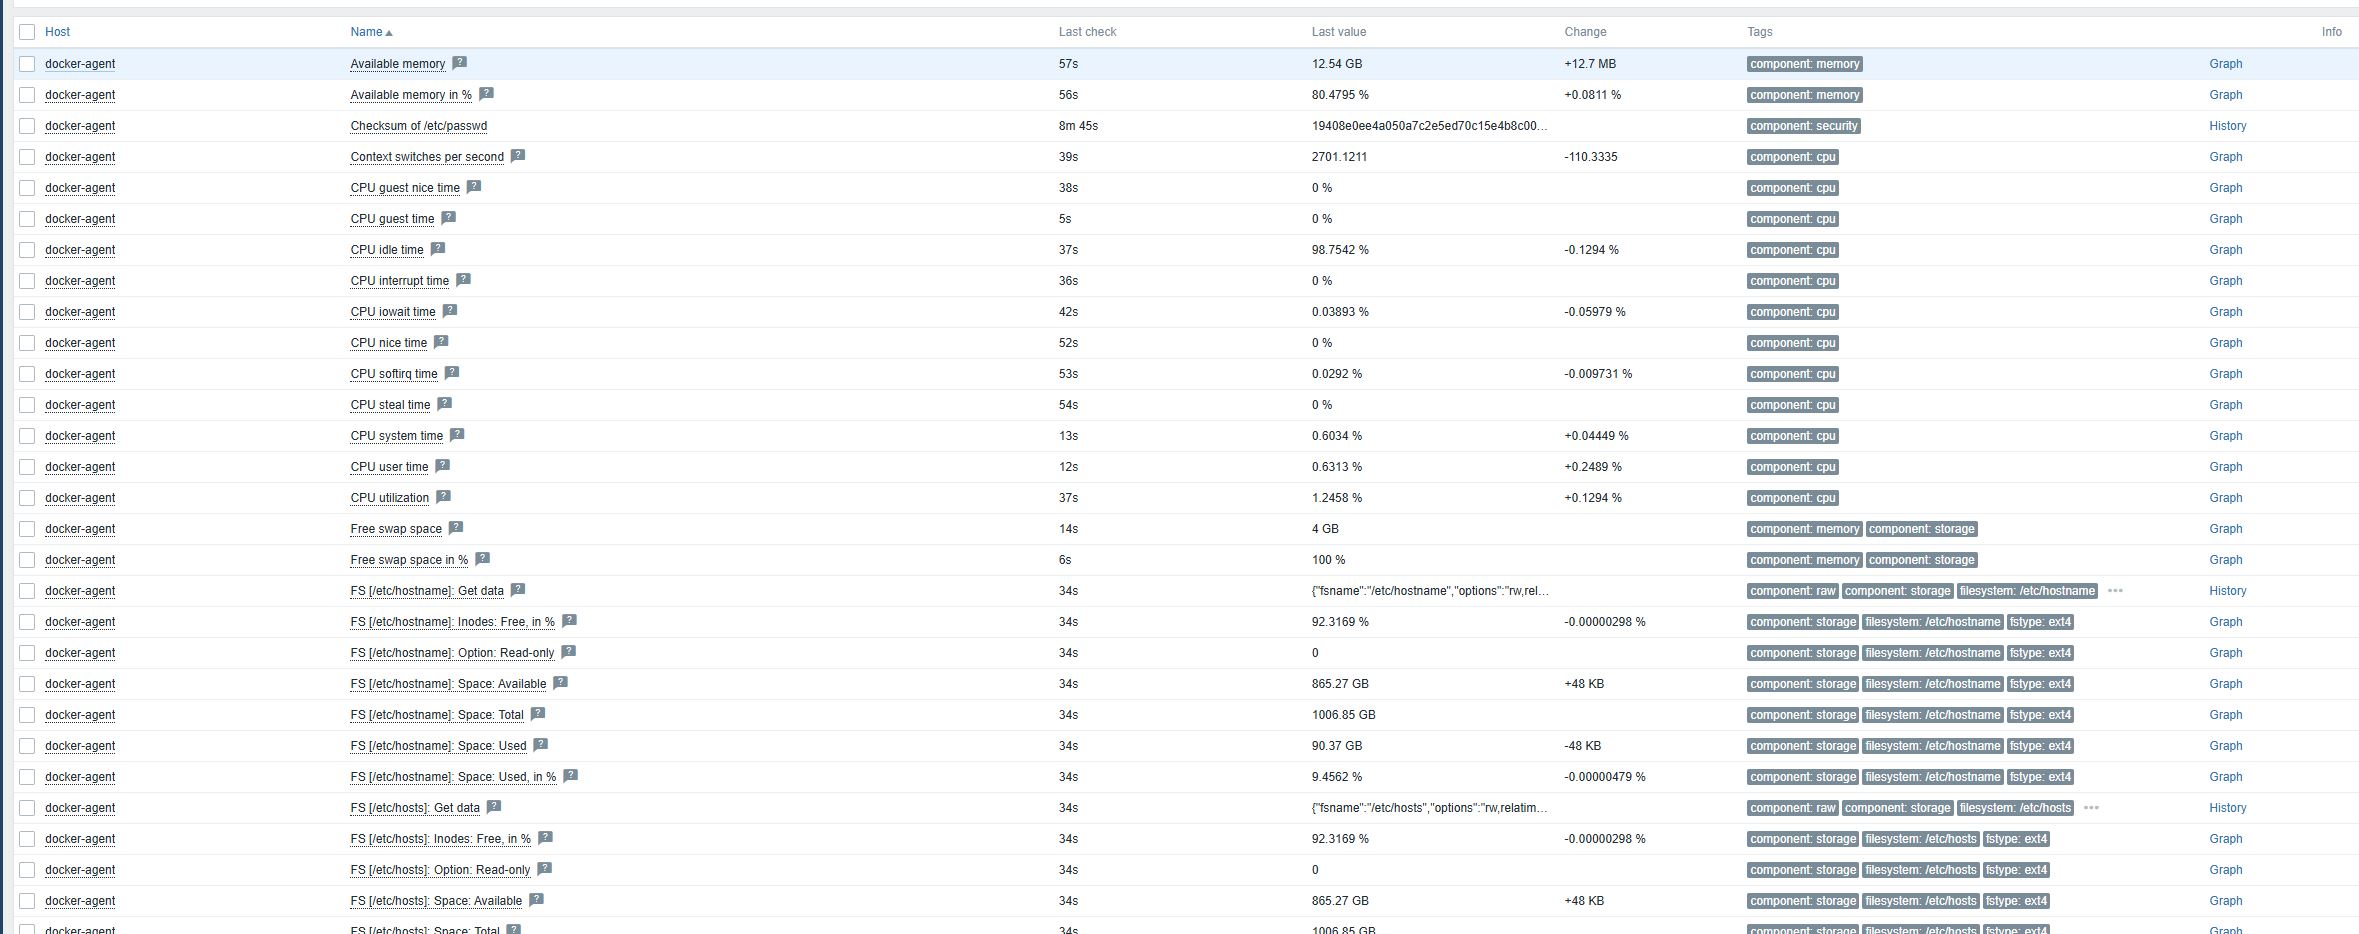 Host Name Last check Last value Change Tags Info
docker-agent Available memory ? 57s 12.54 GB +12.7 MB component: memory Graph
docker-agent Available memory in % ? 56s 80.4795 % +0.0811 % component: memory Graph
docker-agent Checksum of /etc/passwd 8m 45s 19408e0ee4a050a7c2e5ed70c15e4b8c00... component: security History
docker-agent Context switches per second ? 39s 2701.1211 -110.3335 component: cpu Graph
docker-agent CPU guest nice time ? 38s 0 % component: cpu Graph
docker-agent CPU guest time ? 5s 0 % component: cpu Graph
docker-agent CPU idle time ? 37s 98.7542 % -0.1294 % component: cpu Graph
docker-agent CPU interrupt time ? 36s 0 % component: cpu Graph
docker-agent CPU iowait time ? 42s 0.03893 % -0.05979 % component: cpu Graph
docker-agent CPU nice time ? 52s 0 % component: cpu Graph
docker-agent CPU softirq time ? 53s 0.0292 % -0.009731 % component: cpu Graph
docker-agent CPU steal time ? 54s 0 % component: cpu Graph
docker-agent CPU system time ? 13s 0.6034 % +0.04449 % component: cpu Graph
docker-agent CPU user time ? 12s 0.6313 % +0.2489 % component: cpu Graph
docker-agent CPU utilization ? 37s 1.2458 % +0.1294 % component: cpu Graph
docker-agent Free swap space ? 14s 4 GB component: memory component: storage Graph
docker-agent Free swap space in % ? 6s 100 % component: memory component: storage Graph
docker-agent FS [/etc/hostname]: Get data ? 34s {"fsname":"/etc/hostname","options":"rw,rel... component: raw component: storage filesystem: /etc/hostname ••• History
docker-agent FS [/etc/hostname]: Inodes: Free, in % ? 34s 92.3169 % -0.00000298 % component: storage filesystem: /etc/hostname fstype: ext4 Graph
docker-agent FS [/etc/hostname]: Option: Read-only ? 34s 0 component: storage filesystem: /etc/hostname fstype: ext4 Graph
docker-agent FS [/etc/hostname]: Space: Available ? 34s 865.27 GB +48 KB component: storage filesystem: /etc/hostname fstype: ext4 Graph
docker-agent FS [/etc/hostname]: Space: Total ? 34s 1006.85 GB component: storage filesystem: /etc/hostname fstype: ext4 Graph
docker-agent FS [/etc/hostname]: Space: Used ? 34s 90.37 GB -48 KB component: storage filesystem: /etc/hostname fstype: ext4 Graph
docker-agent FS [/etc/hostname]: Space: Used, in % ? 34s 9.4562 % -0.00000479 % component: storage filesystem: /etc/hostname fstype: ext4 Graph
docker-agent FS [/etc/hosts]: Get data ? 34s {"fsname":"/etc/hosts","options":"rw,relatim... component: raw component: storage filesystem: /etc/hosts ••• History
docker-agent FS [/etc/hosts]: Inodes: Free, in % ? 34s 92.3169 % -0.00000298 % component: storage filesystem: /etc/hosts fstype: ext4 Graph
docker-agent FS [/etc/hosts]: Option: Read-only ? 34s 0 component: storage filesystem: /etc/hosts fstype: ext4 Graph
docker-agent FS [/etc/hosts]: Space: Available ? 34s 865.27 GB +48 KB component: storage filesystem: /etc/hosts fstype: ext4 Graph
docker-agent FS [/etc/hosts]: Space: Total ? 34s 1006.85 GB component: storage filesystem: /etc/hosts fstype: ext4 Graph